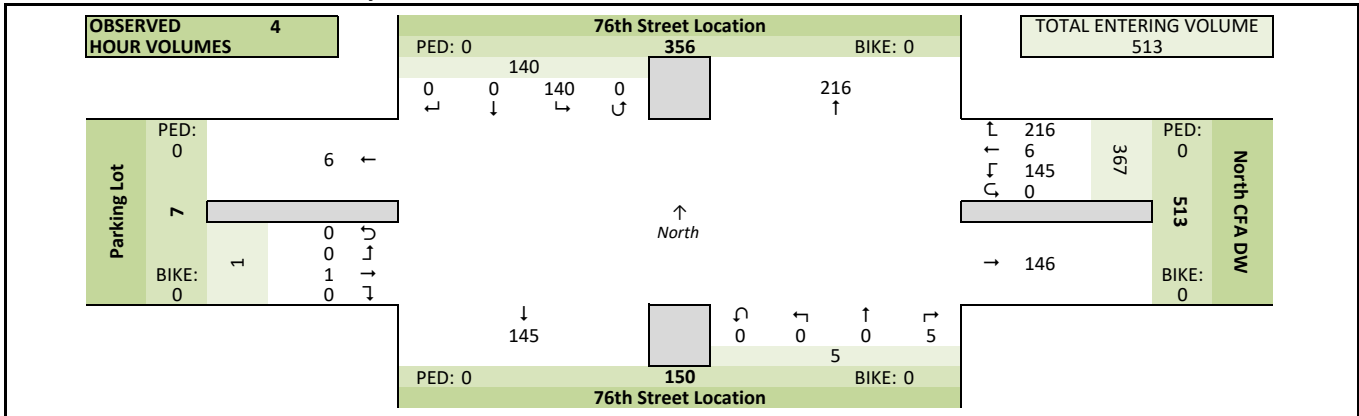 OBSERVED 4
HOUR VOLUMES
76th Street Location
PED: 0 356 BIKE: 0
TOTAL ENTERING VOLUME
513
140
0 0 140 0
↵ ↓ ↳ ↺
216
↑
Parking Lot
PED:
0
7
BIKE:
0
6 ←
1
0 ⮌
0 ↰
1 →
0 ↴
↑
North
↱ 216
← 6
↲ 145
↺ 0
367
→ 146
PED:
0
513
BIKE:
0
North CFA DW
↓
145
↺ ↰ ↑ ↱
0 0 0 5
5
PED: 0 150 BIKE: 0
76th Street Location